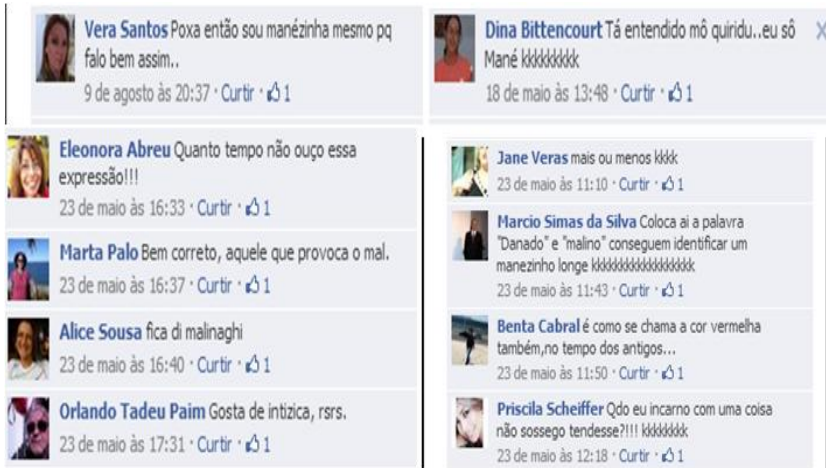 Vera Santos Poxa então sou manézinha mesmo pq
falo bem assim..
9 de agosto às 20:37 · Curtir · 1
Dina Bittencourt Tá entendido mô quiridu..eu sô
Mané kkkkkkkkk
18 de maio às 13:48 · Curtir · 1
Eleonora Abreu Quanto tempo não ouço essa
expressão!!!
23 de maio às 16:33 · Curtir · 1
Marta Palo Bem correto, aquele que provoca o mal.
23 de maio às 16:37 · Curtir · 1
Alice Sousa fica di malinaghi
23 de maio às 16:40 · Curtir · 1
Orlando Tadeu Paim Gosta de intizica, rsrs.
23 de maio às 17:31 · Curtir · 1
Jane Veras mais ou menos kkkk
23 de maio às 11:10 · Curtir · 1
Marcio Simas da Silva Coloca ai a palavra
"Danado" e "malino" conseguem identificar um
manezinho longe kkkkkkkkkkkkkkkkkk
23 de maio às 11:43 · Curtir · 1
Benta Cabral é como se chama a cor vermelha
também,no tempo dos antigos...
23 de maio às 11:50 · Curtir · 1
Priscila Scheiffer Qdo eu incarno com uma coisa
não sossego tendesse?!!! kkkkkkkk
23 de maio às 12:18 · Curtir · 1